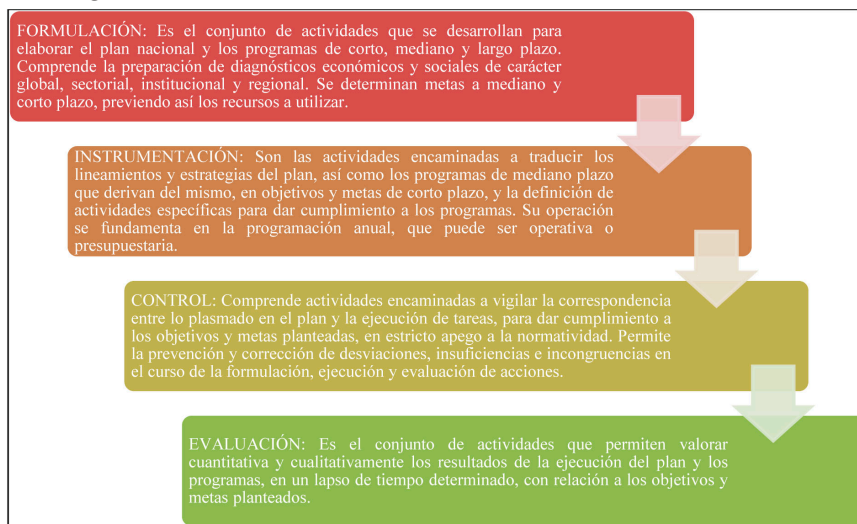 FORMULACIÓN: Es el conjunto de actividades que se desarrollan para
elaborar el plan nacional y los programas de corto, mediano y largo plazo.
Comprende la preparación de diagnósticos económicos y sociales de carácter
global, sectorial, institucional y regional. Se determinan metas a mediano y
corto plazo, previendo así los recursos a utilizar.
INSTRUMENTACIÓN: Son las actividades encaminadas a traducir los
lineamientos y estrategias del plan, así como los programas de mediano plazo
que derivan del mismo, en objetivos y metas de corto plazo, y la definición de
actividades específicas para dar cumplimiento a los programas. Su operación
se fundamenta en la programación anual, que puede ser operativa o
presupuestaria.
CONTROL: Comprende actividades encaminadas a vigilar la correspondencia
entre lo plasmado en el plan y la ejecución de tareas, para dar cumplimiento a
los objetivos y metas planteadas, en estricto apego a la normatividad. Permite
la prevención y corrección de desviaciones, insuficiencias e incongruencias en
el curso de la formulación, ejecución y evaluación de acciones.
EVALUACIÓN: Es el conjunto de actividades que permiten valorar
cuantitativa y cualitativamente los resultados de la ejecución del plan y los
programas, en un lapso de tiempo determinado, con relación a los objetivos y
metas planteados.